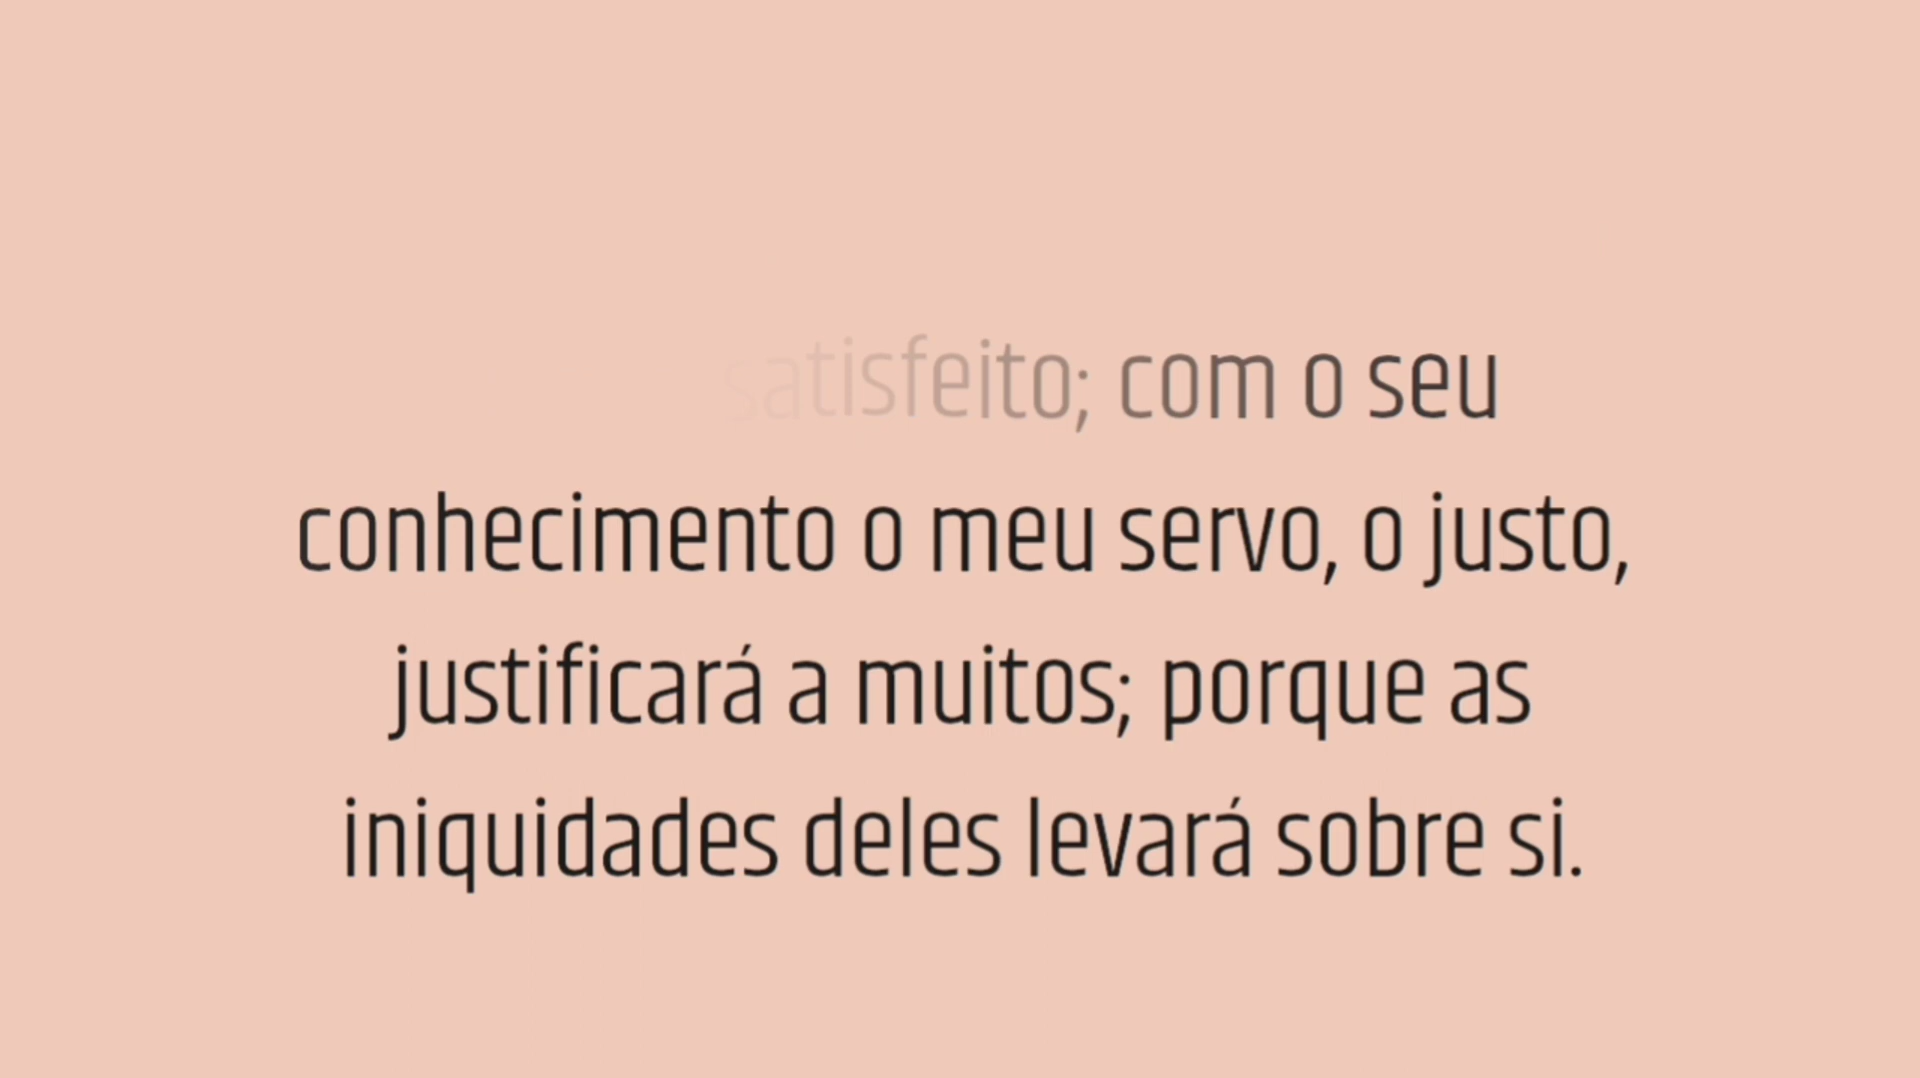 satisfeito; com o seu
conhecimento o meu servo, o justo,
justificará a muitos; porque as
iniquidades deles levará sobre si.